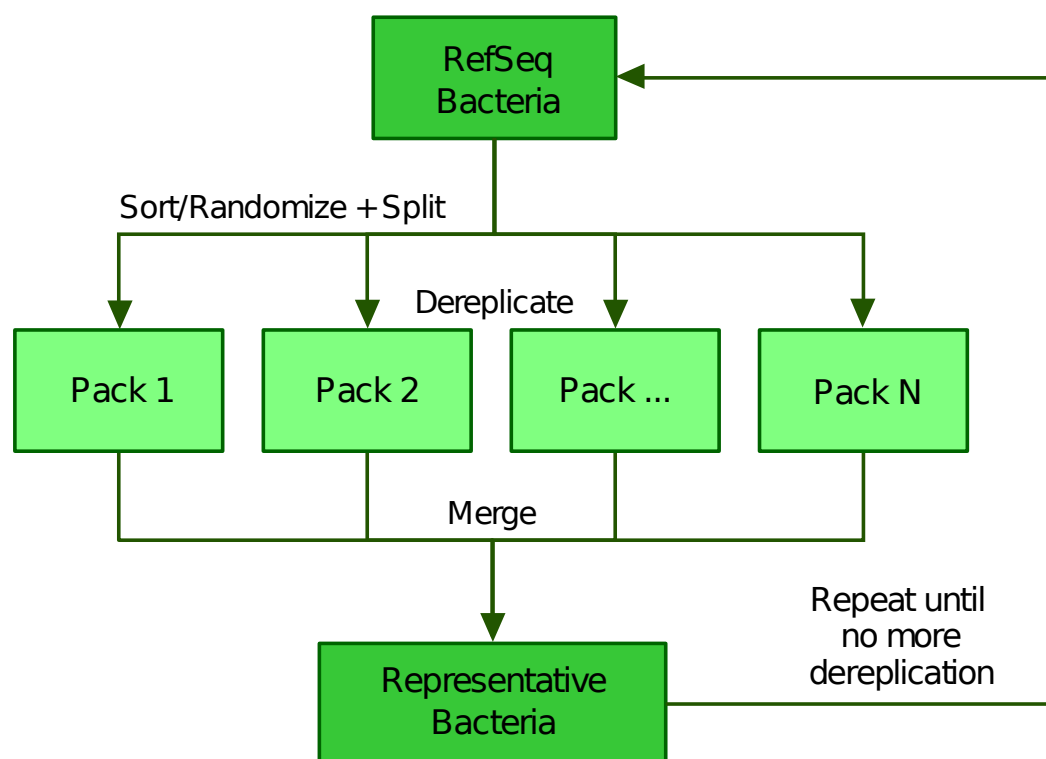 RefSeq
Bacteria
Sort/Randomize + Split
Dereplicate
Pack 1
Pack 2
Pack ...
Pack N
Merge
Repeat until
no more
dereplication
Representative
Bacteria